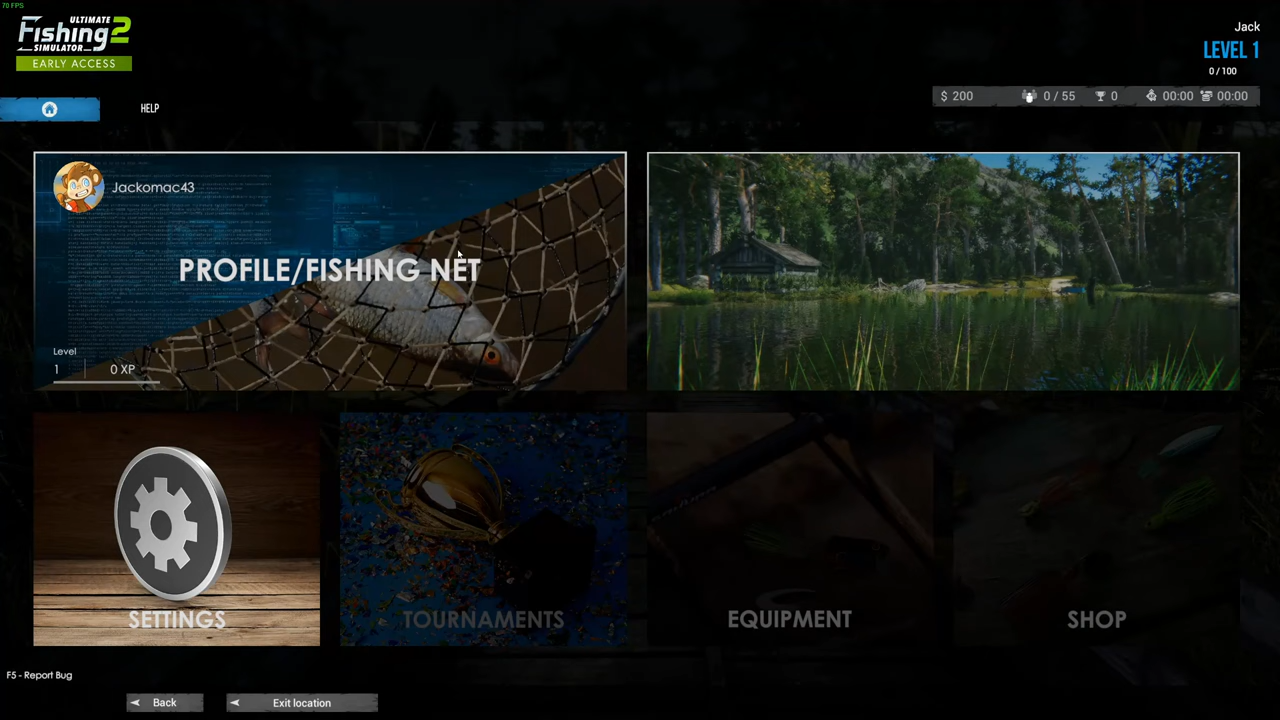 70 FPS
ULTIMATE
Fishing 2
SIMULATOR
EARLY ACCESS
Jack
LEVEL 1
0 / 100
HELP
$ 200
0 / 55
0
00:00
00:00
Jackomac43
PROFILE/FISHING NET
Level
1
0 XP
SETTINGS
TOURNAMENTS
EQUIPMENT
SHOP
F5 - Report Bug
Back
Exit location